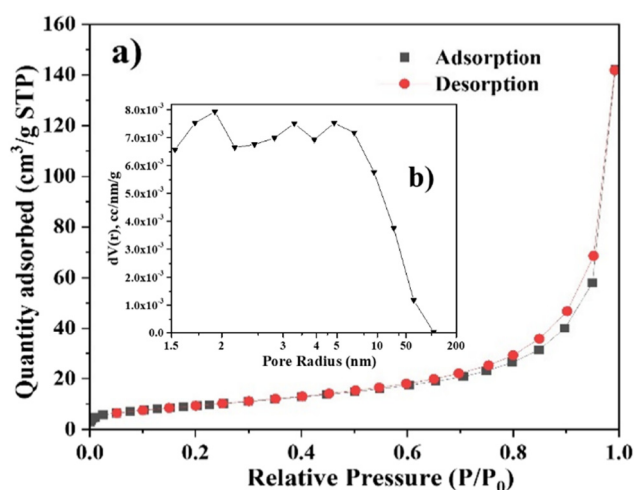 a)
Adsorption
Desorption
Quantity adsorbed (cm³/g STP)
160
140
120
100
80
60
40
20
0
0.0 0.2 0.4 0.6 0.8 1.0
Relative Pressure (P/P₀)
b)
dV(r), cc/nm/g
8.0x10⁻³
7.0x10⁻³
6.0x10⁻³
5.0x10⁻³
4.0x10⁻³
3.0x10⁻³
2.0x10⁻³
1.0x10⁻³
0.0
1.5 2 3 4 5 10 50 200
Pore Radius (nm)